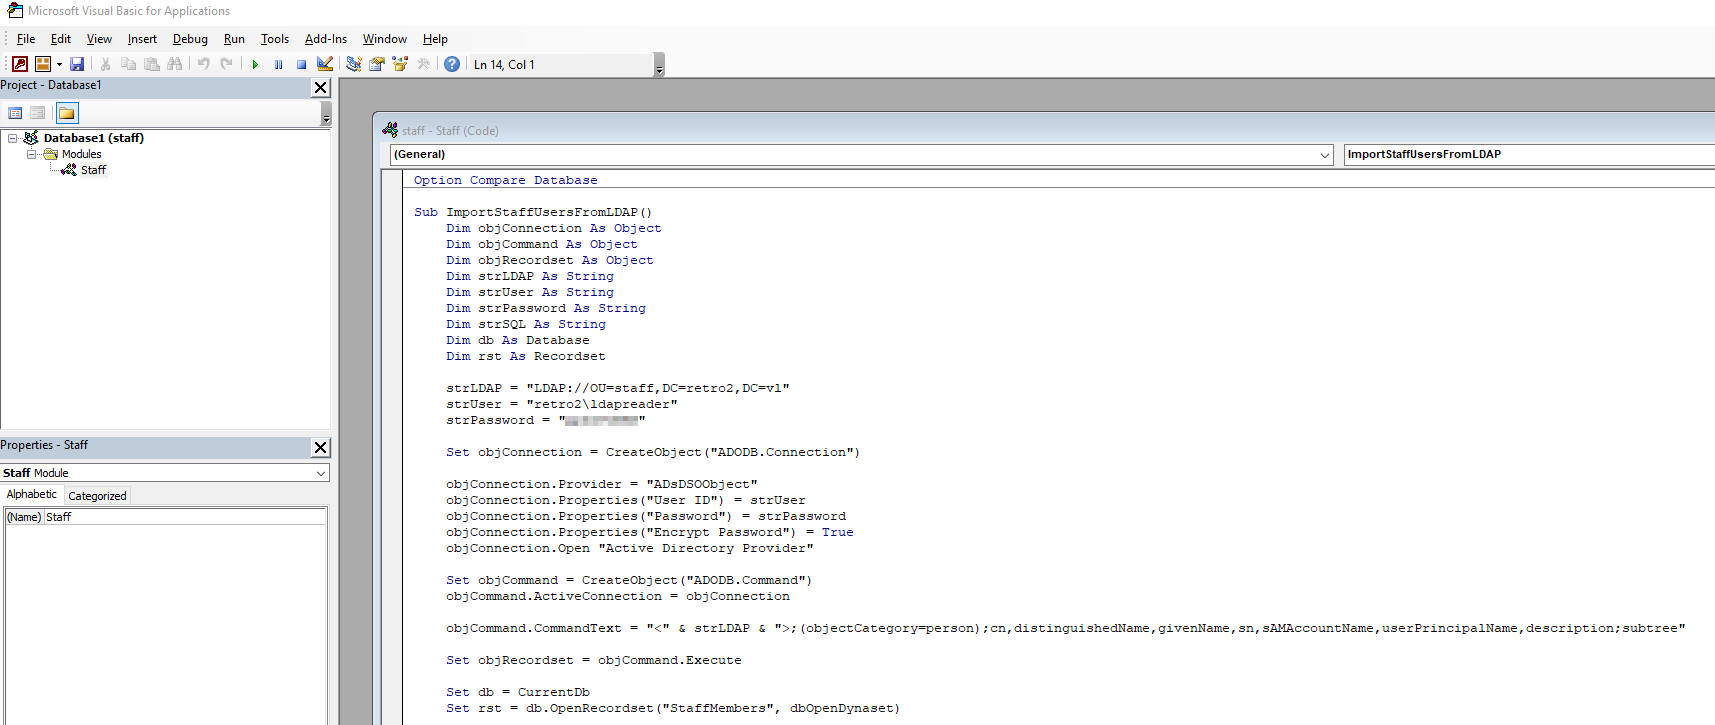 Microsoft Visual Basic for Applications
File Edit View Insert Debug Run Tools Add-Ins Window Help
Ln 14, Col 1
Project - Database1
Database1 (staff)
Modules
Staff
Properties - Staff
Staff Module
Alphabetic Categorized
(Name) Staff
staff - Staff (Code)
(General) ImportStaffUsersFromLDAP
Option Compare Database
Sub ImportStaffUsersFromLDAP()
Dim objConnection As Object
Dim objCommand As Object
Dim objRecordset As Object
Dim strLDAP As String
Dim strUser As String
Dim strPassword As String
Dim strSQL As String
Dim db As Database
Dim rst As Recordset
strLDAP = "LDAP://OU=staff,DC=retro2,DC=vl"
strUser = "retro2\ldapreader"
strPassword = " "
Set objConnection = CreateObject("ADODB.Connection")
objConnection.Provider = "ADsDSOObject"
objConnection.Properties("User ID") = strUser
objConnection.Properties("Password") = strPassword
objConnection.Properties("Encrypt Password") = True
objConnection.Open "Active Directory Provider"
Set objCommand = CreateObject("ADODB.Command")
objCommand.ActiveConnection = objConnection
objCommand.CommandText = "<" & strLDAP & ">;(objectCategory=person);cn,distinguishedName,givenName,sn,sAMAccountName,userPrincipalName,description;subtree"
Set objRecordset = objCommand.Execute
Set db = CurrentDb
Set rst = db.OpenRecordset("StaffMembers", dbOpenDynaset)